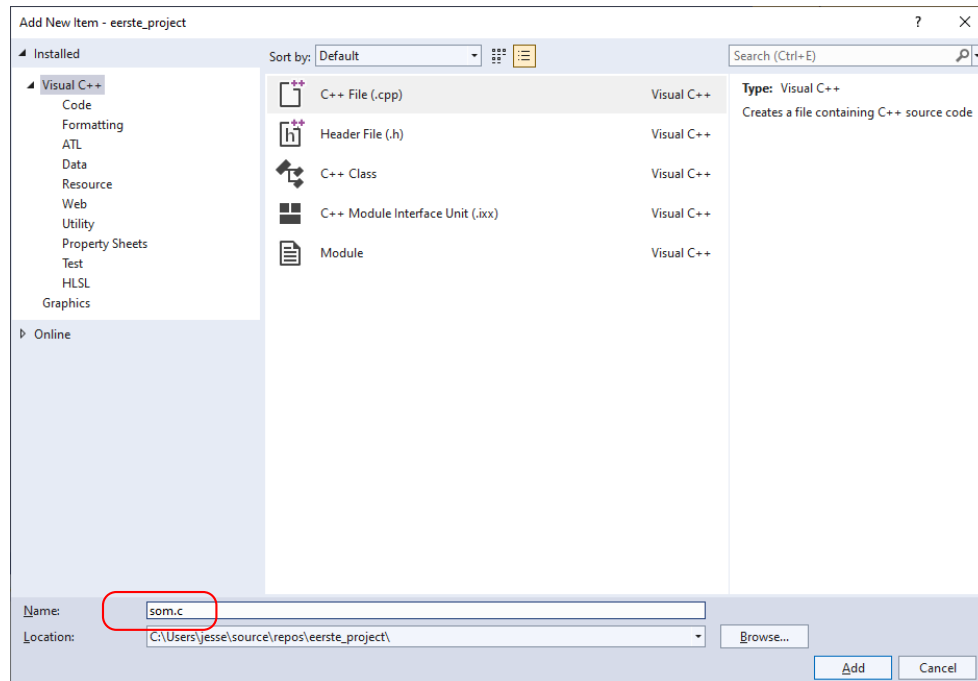 Add New Item - eerste_project ? ×
Installed
Visual C++
Code
Formatting
ATL
Data
Resource
Web
Utility
Property Sheets
Test
HLSL
Graphics
Online
Sort by: Default
Search (Ctrl+E)
C++ File (.cpp) Visual C++
Header File (.h) Visual C++
C++ Class Visual C++
C++ Module Interface Unit (.ixx) Visual C++
Module Visual C++
Type: Visual C++
Creates a file containing C++ source code
Name: som.c
Location: C:\Users\jesse\source\repos\eerste_project\ Browse...
Add Cancel